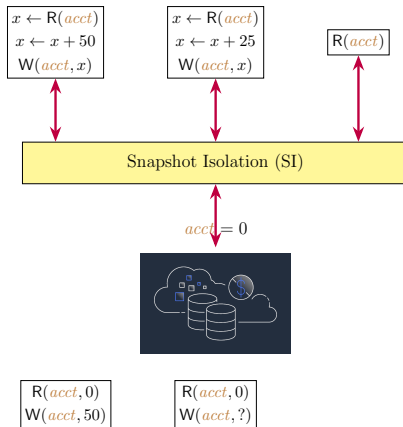 x ← R(acct)
x ← x + 50
W(acct, x)
x ← R(acct)
x ← x + 25
W(acct, x)
R(acct)
Snapshot Isolation (SI)
acct = 0
$
R(acct, 0)
W(acct, 50)
R(acct, 0)
W(acct, ?)